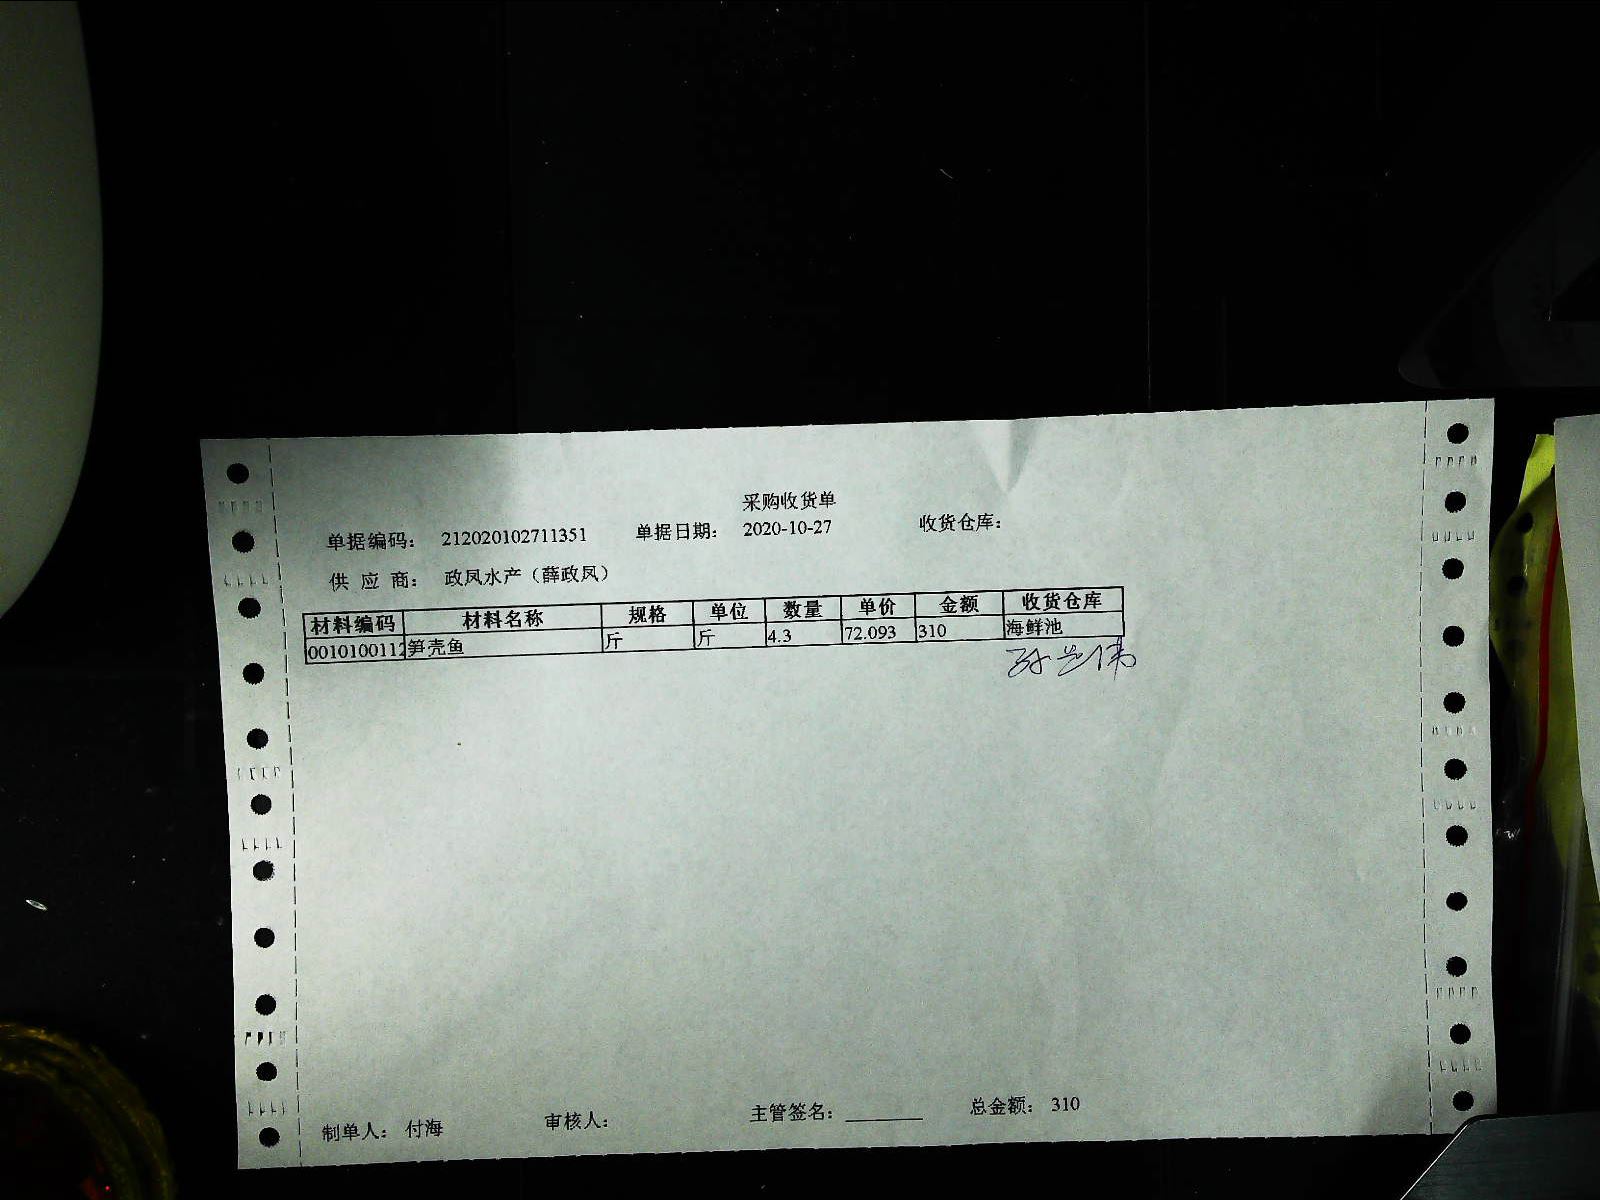 采购收货单
单据编码： 212020102711351 单据日期： 2020-10-27 收货仓库：
供 应 商： 政凤水产（薛政凤）
材料编码 材料名称 规格 单位 数量 单价 金额 收货仓库
0010100112 笋壳鱼 斤 斤 4.3 72.093 310 海鲜池
制单人： 付海 审核人： 主管签名： 总金额： 310